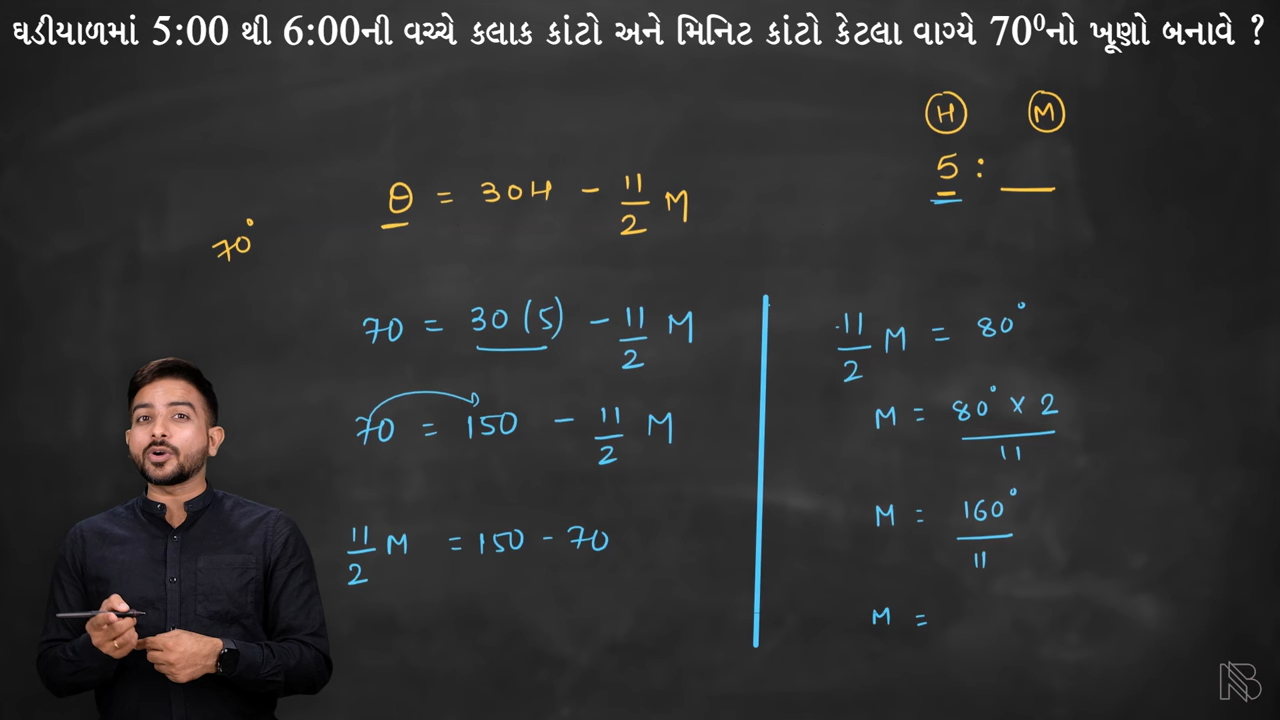 ઘડીયાળમાં 5:00 થી 6:00ની વચ્ચે કલાક કાંટો અને મિનિટ કાંટો કેટલા વાગ્યે 70⁰નો ખૂણો બનાવે ?
H M
5 : __
θ = 30H - 11/2 M
70°
70 = 30 (5) - 11/2 M
70 = 150 - 11/2 M
11/2 M = 150 - 70
11/2 M = 80°
M = 80° × 2 / 11
M = 160° / 11
M =
NB